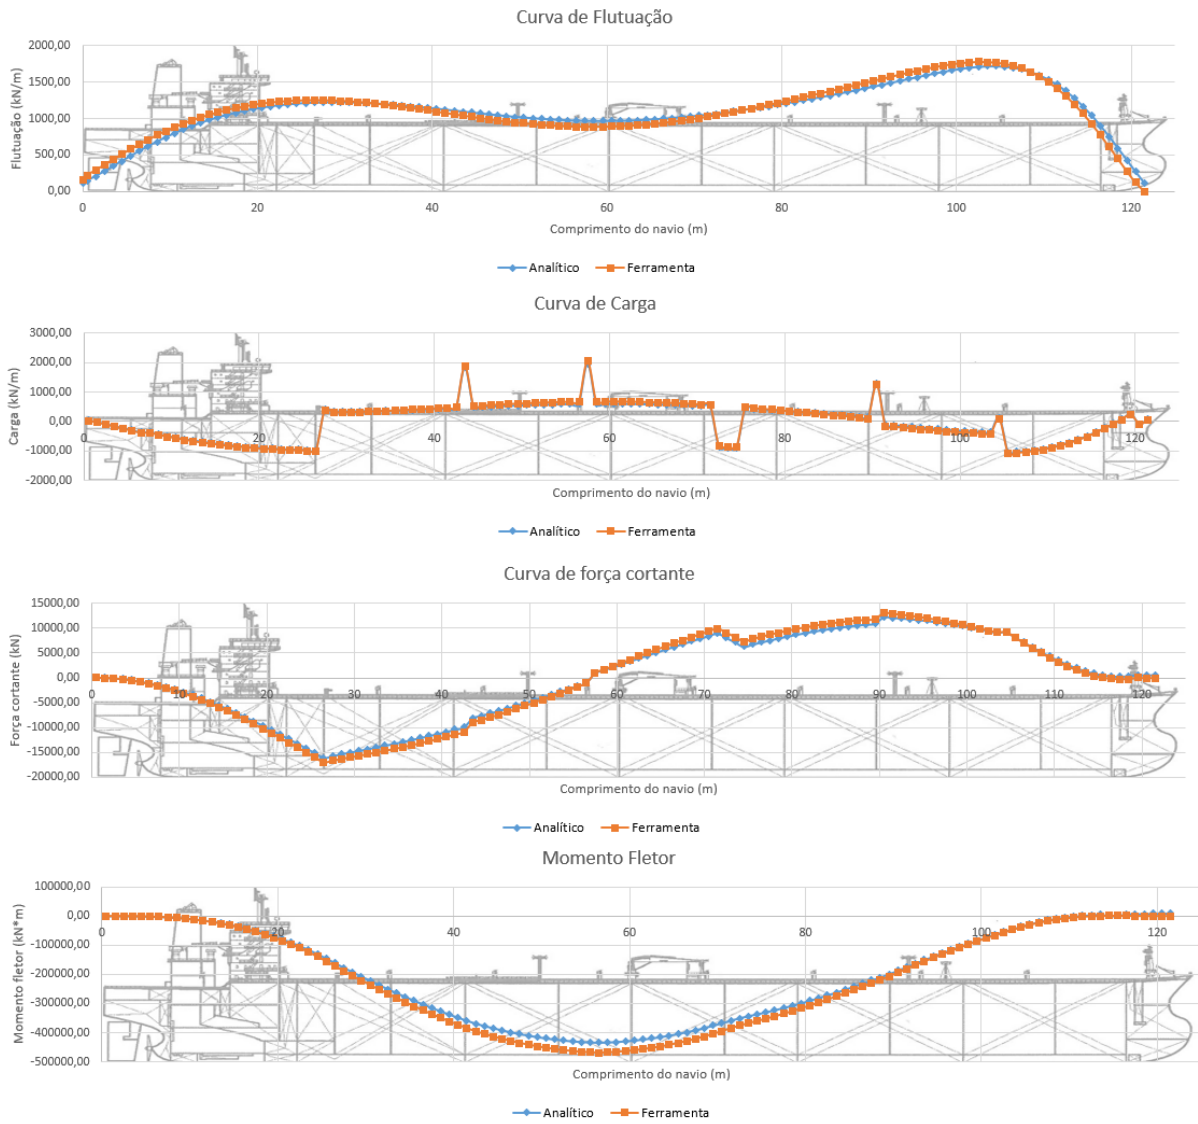 Curva de Flutuação
Flutuação (kN/m)
2000,00
1500,00
1000,00
500,00
0,00
0 20 40 60 80 100 120
Comprimento do navio (m)
Analítico Ferramenta
Curva de Carga
Carga (kN/m)
3000,00
2000,00
1000,00
0,00
-1000,00
-2000,00
0 20 40 60 80 100 120
Comprimento do navio (m)
Analítico Ferramenta
Curva de força cortante
Força cortante (kN)
15000,00
10000,00
5000,00
0,00
-5000,00
-10000,00
-15000,00
-20000,00
0 10 20 30 40 50 60 70 80 90 100 110 120
Comprimento do navio (m)
Analítico Ferramenta
Momento Fletor
Momento fletor (kN*m)
100000,00
0,00
-100000,00
-200000,00
-300000,00
-400000,00
-500000,00
0 20 40 60 80 100 120
Comprimento do navio (m)
Analítico Ferramenta